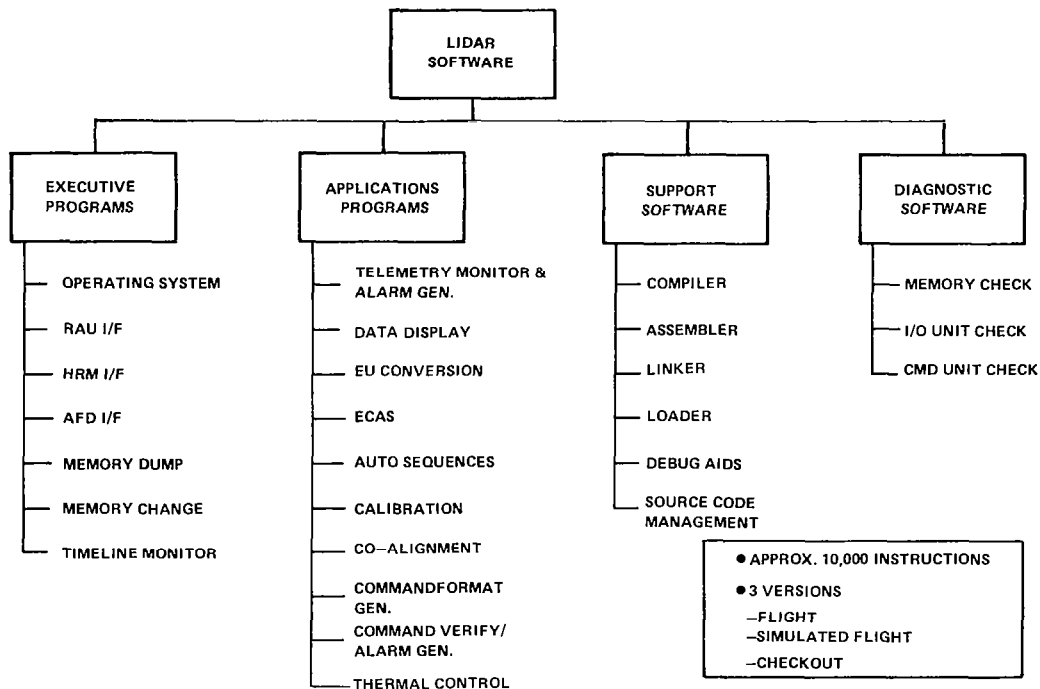 LIDAR
SOFTWARE
EXECUTIVE
PROGRAMS
OPERATING SYSTEM
RAU I/F
HRM I/F
AFD I/F
MEMORY DUMP
MEMORY CHANGE
TIMELINE MONITOR
APPLICATIONS
PROGRAMS
TELEMETRY MONITOR &
ALARM GEN.
DATA DISPLAY
EU CONVERSION
ECAS
AUTO SEQUENCES
CALIBRATION
CO–ALIGNMENT
COMMANDFORMAT
GEN.
COMMAND VERIFY/
ALARM GEN.
THERMAL CONTROL
SUPPORT
SOFTWARE
COMPILER
ASSEMBLER
LINKER
LOADER
DEBUG AIDS
SOURCE CODE
MANAGEMENT
DIAGNOSTIC
SOFTWARE
MEMORY CHECK
I/O UNIT CHECK
CMD UNIT CHECK
● APPROX. 10,000 INSTRUCTIONS
● 3 VERSIONS
–FLIGHT
–SIMULATED FLIGHT
–CHECKOUT